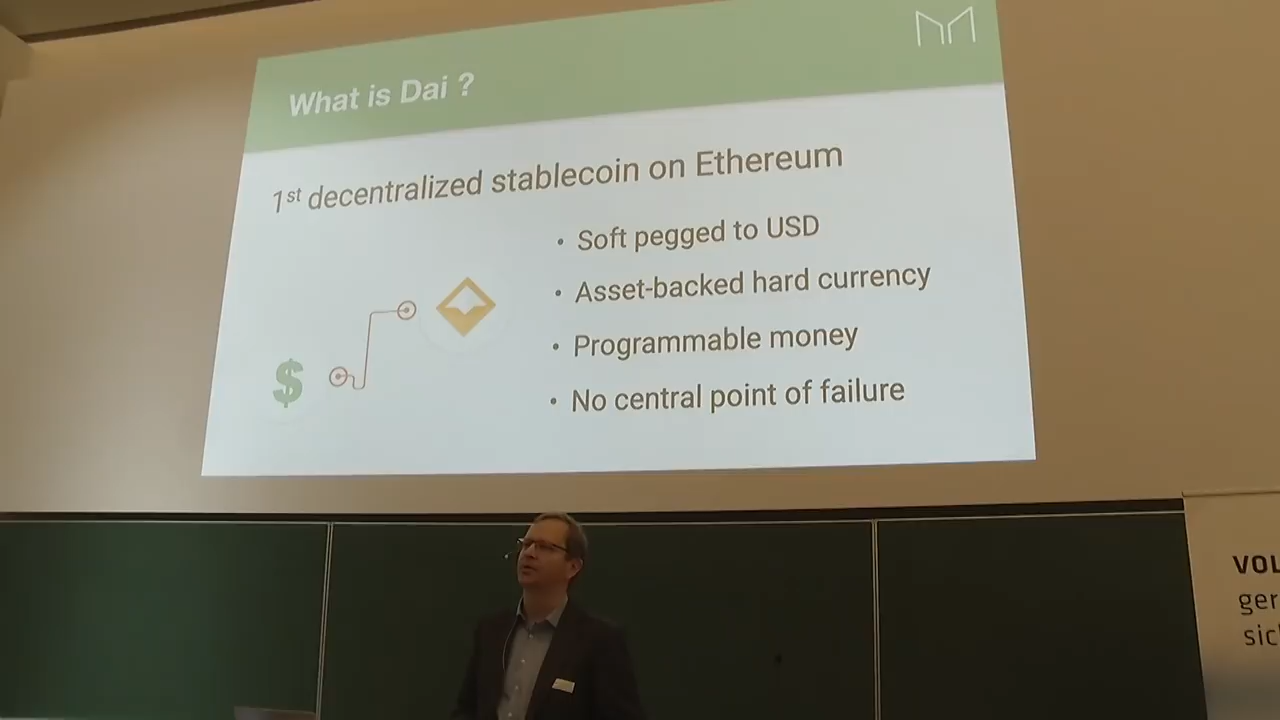 What is Dai ?
1st decentralized stablecoin on Ethereum
• Soft pegged to USD
• Asset-backed hard currency
• Programmable money
• No central point of failure
$
VOL
ger
sic